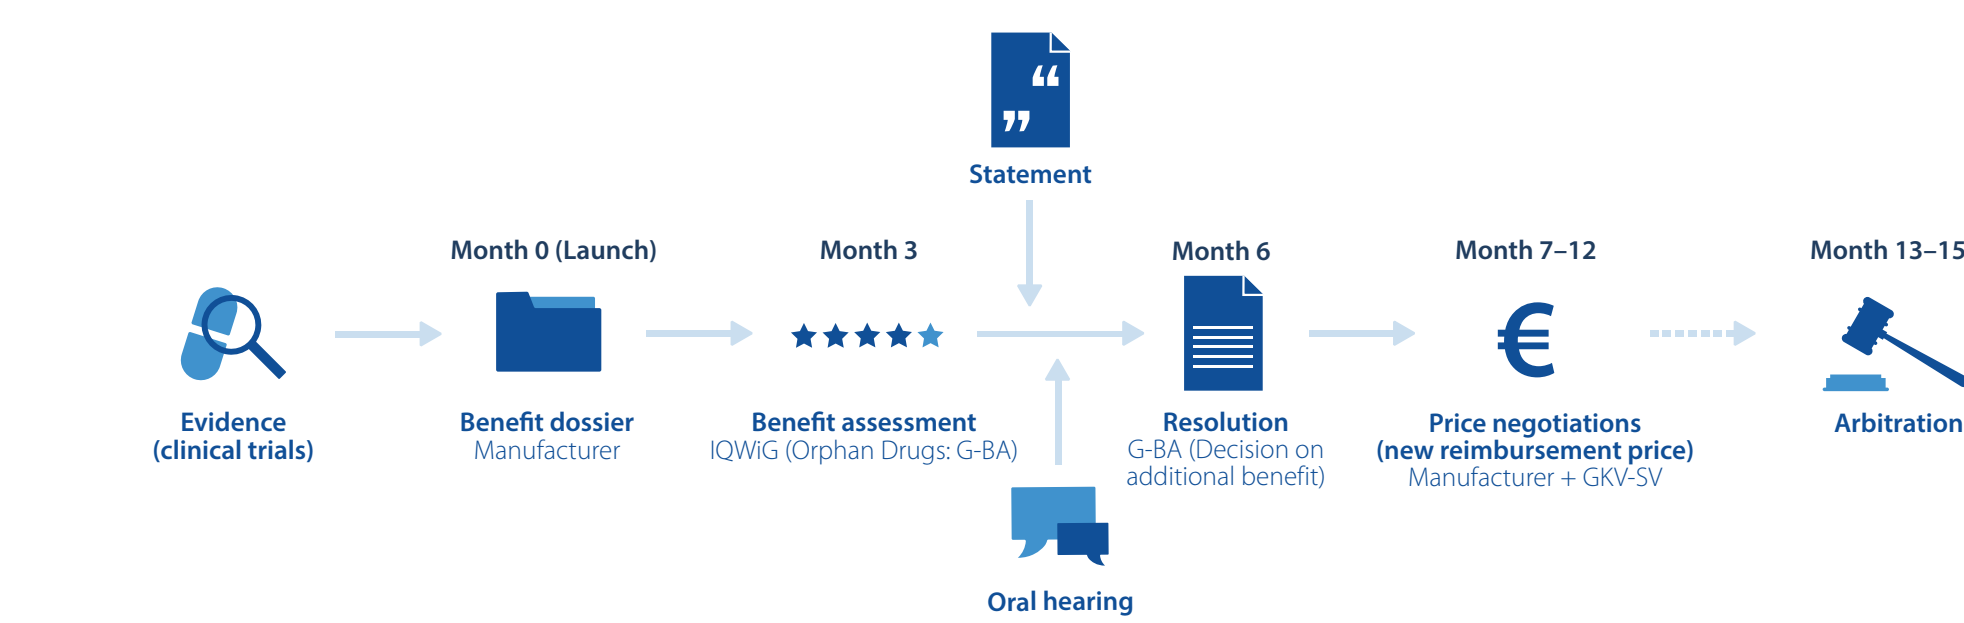 “
”
Statement
Month 0 (Launch)
Month 3
Month 6
Month 7–12
Month 13–15
€
Evidence
(clinical trials)
Benefit dossier
Manufacturer
Benefit assessment
IQWiG (Orphan Drugs: G-BA)
Resolution
G-BA (Decision on
additional benefit)
Price negotiations
(new reimbursement price)
Manufacturer + GKV-SV
Arbitration
Oral hearing